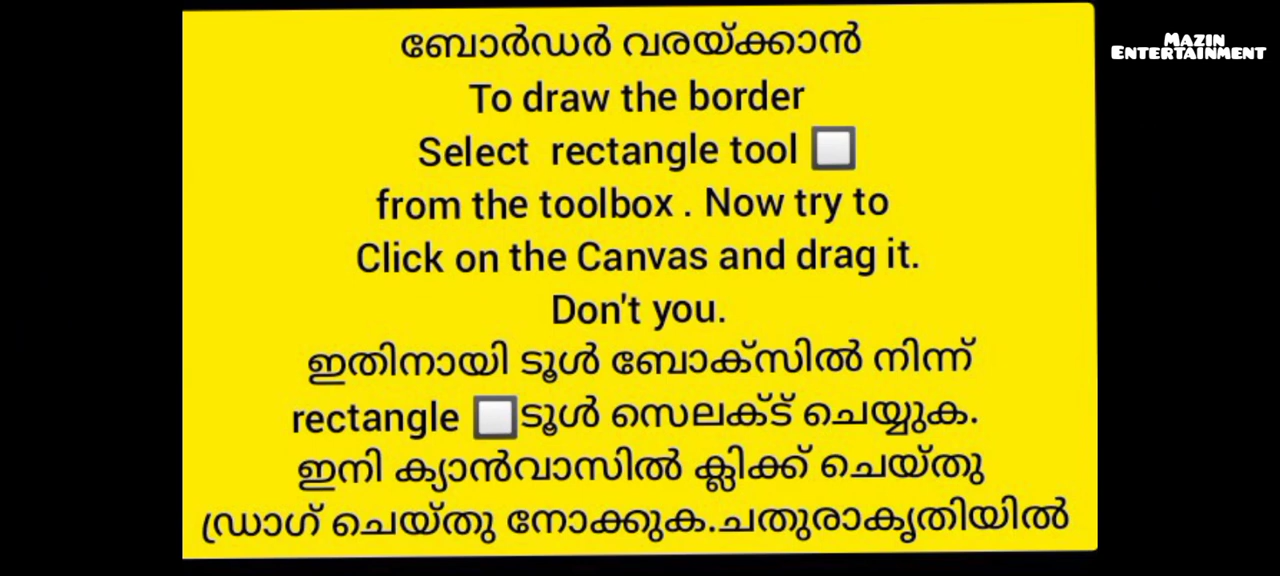 ബോർഡർ വരയ്ക്കാൻ
To draw the border
Select rectangle tool
from the toolbox . Now try to
Click on the Canvas and drag it.
Don't you.
ഇതിനായി ടൂൾ ബോക്സിൽ നിന്ന്
rectangle ടൂൾ സെലക്ട് ചെയ്യുക.
ഇനി ക്യാൻവാസിൽ ക്ലിക്ക് ചെയ്തു
ഡ്രാഗ് ചെയ്തു നോക്കുക.ചതുരാകൃതിയിൽ
MAZIN
ENTERTAINMENT